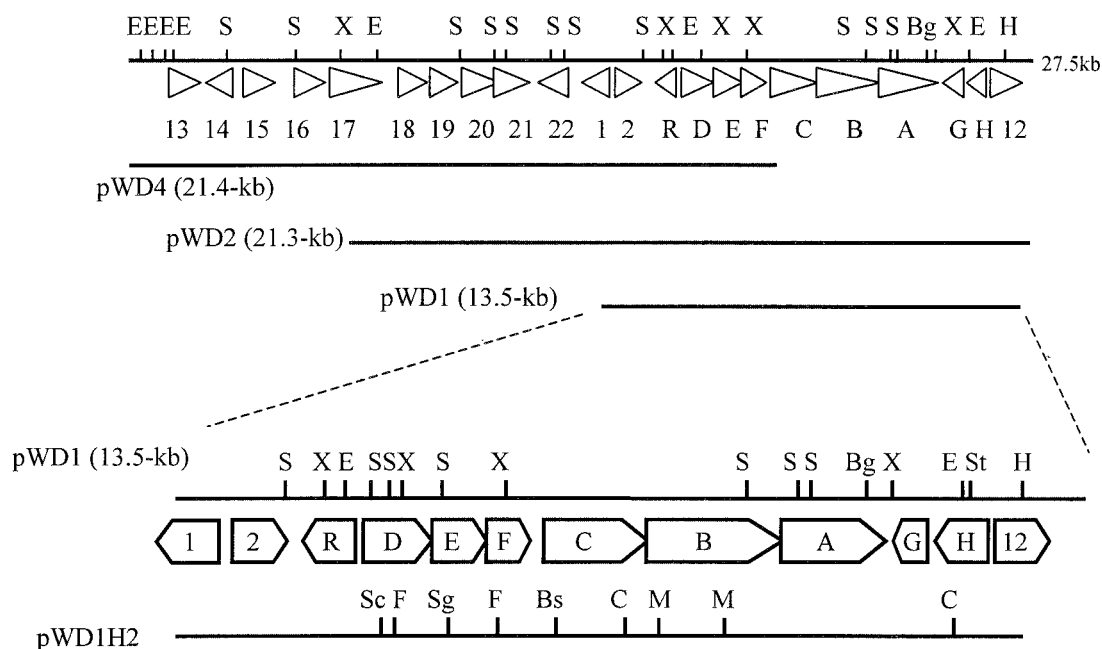 EEEE S S X E S S S S S S X E X X S S S Bg X E H
27.5kb
13 14 15 16 17 18 19 20 21 22 1 2 R D E F C B A G H 12
pWD4 (21.4-kb)
pWD2 (21.3-kb)
pWD1 (13.5-kb)
pWD1 (13.5-kb) S X E S S X S X S S S Bg X E St H
1 2 R D E F C B A G H 12
Sc F Sg F Bs C M M C
pWD1H2